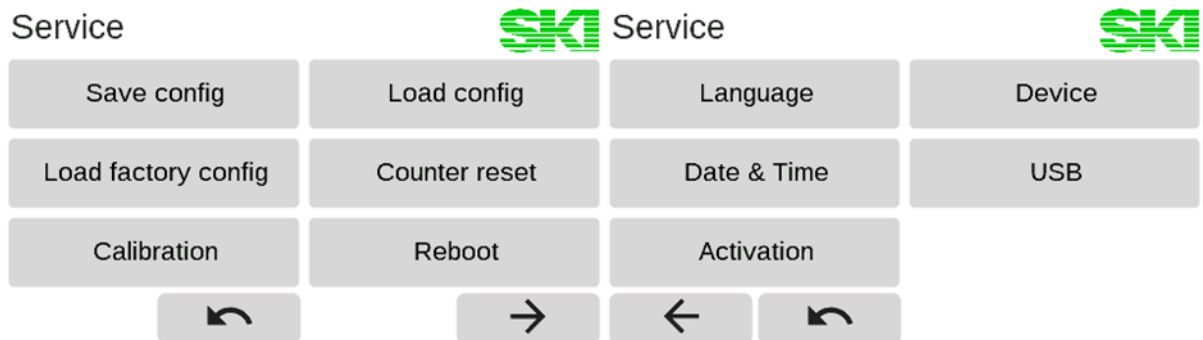 Service
SKI
Save config
Load config
Load factory config
Counter reset
Calibration
Reboot
Service
SKI
Language
Device
Date & Time
USB
Activation